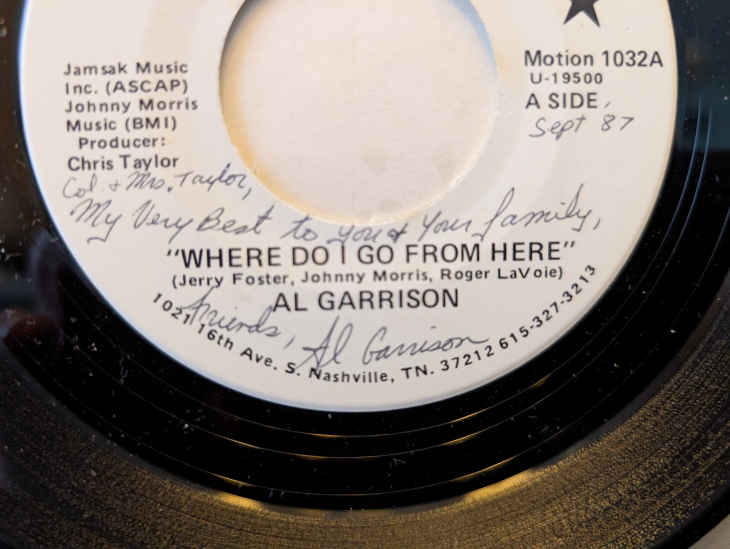 Jamsak Music
Inc. (ASCAP)
Johnny Morris
Music (BMI)
Producer:
Chris Taylor
Motion 1032A
U-19500
A SIDE
Sept 87
Col. + Mrs. Taylor,
My Very Best to You & Your family,
"WHERE DO I GO FROM HERE"
(Jerry Foster, Johnny Morris, Roger LaVoie)
AL GARRISON
Friends, Al Garrison
1021 16th Ave. S. Nashville, TN. 37212 615-327-3213